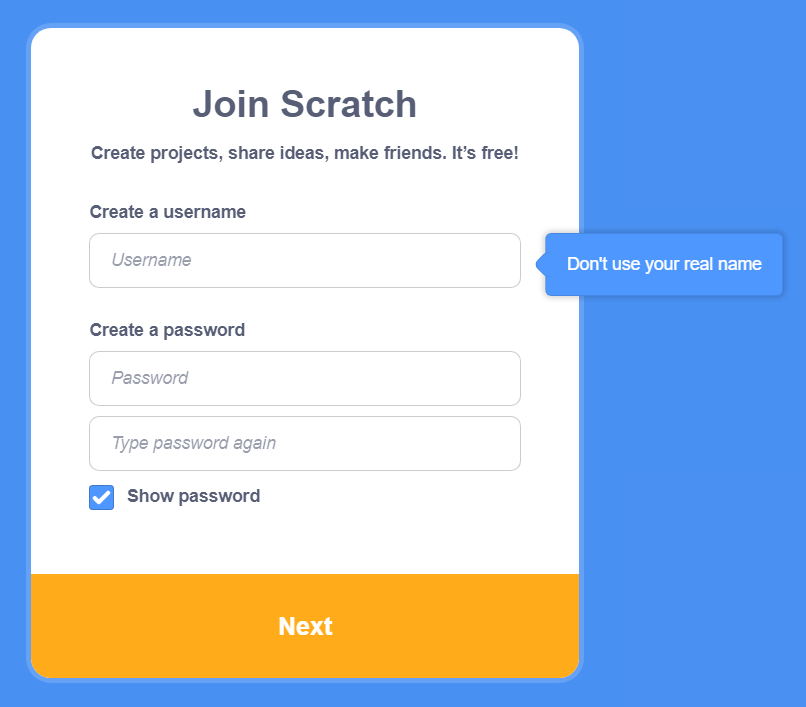 Join Scratch
Create projects, share ideas, make friends. It’s free!
Create a username
Username
Don't use your real name
Create a password
Password
Type password again
Show password
Next